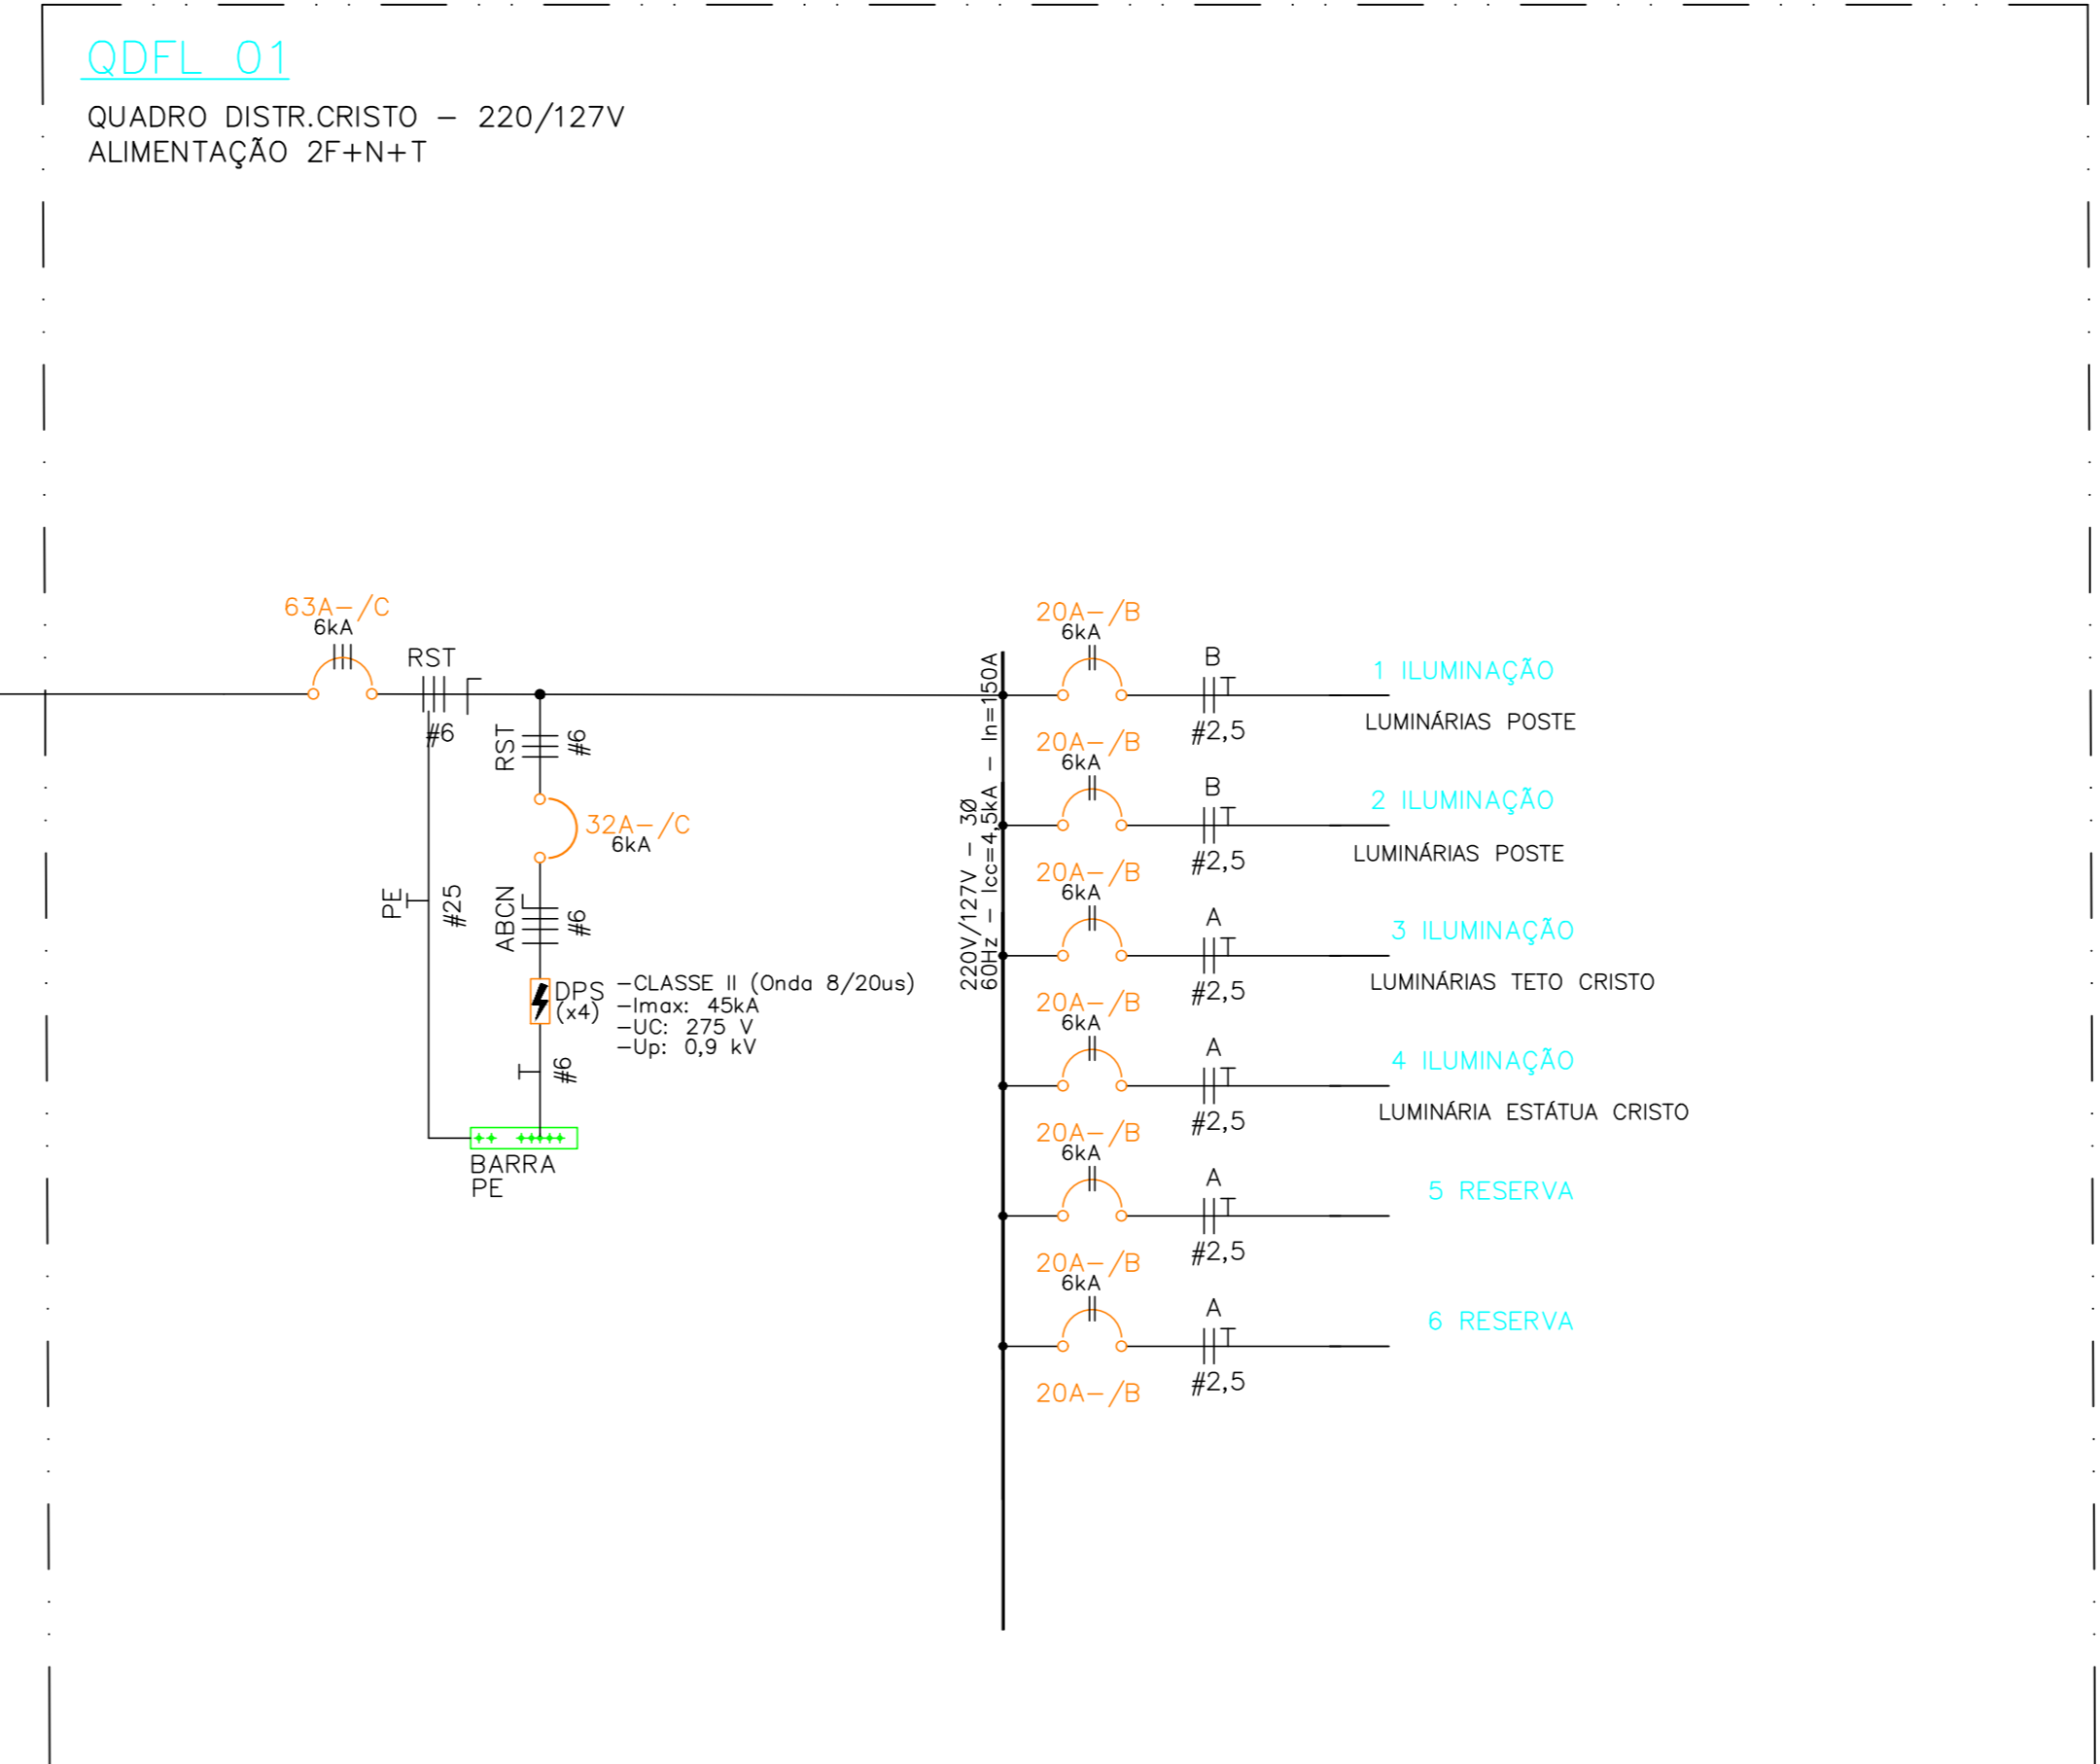 QDFL 01
QUADRO DISTR.CRISTO - 220/127V
ALIMENTAÇÃO 2F+N+T
63A-/C
6kA
RST
#6
RST
#6
32A-/C
6kA
PE
#25
ABCN
#6
DPS
(x4)
-CLASSE II (Onda 8/20us)
-Imax: 45kA
-UC: 275 V
-Up: 0,9 kV
#6
BARRA
PE
220V/127V - 3Ø
60Hz - Icc=4,5kA - In=150A
20A-/B
6kA
B
#2,5
1 ILUMINAÇÃO
LUMINÁRIAS POSTE
20A-/B
6kA
B
#2,5
2 ILUMINAÇÃO
LUMINÁRIAS POSTE
20A-/B
6kA
A
#2,5
3 ILUMINAÇÃO
LUMINÁRIAS TETO CRISTO
20A-/B
6kA
A
#2,5
4 ILUMINAÇÃO
LUMINÁRIA ESTÁTUA CRISTO
20A-/B
6kA
A
#2,5
5 RESERVA
20A-/B
6kA
A
#2,5
6 RESERVA
20A-/B